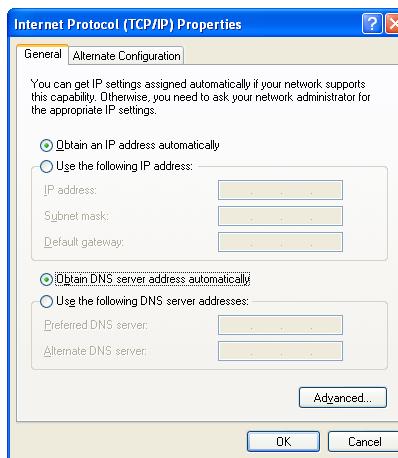 Internet Protocol (TCP/IP) Properties
General
Alternate Configuration
You can get IP settings assigned automatically if your network supports
this capability. Otherwise, you need to ask your network administrator for
the appropriate IP settings.
Obtain an IP address automatically
Use the following IP address:
IP address:
Subnet mask:
Default gateway:
Obtain DNS server address automatically
Use the following DNS server addresses:
Preferred DNS server:
Alternate DNS server:
Advanced...
OK
Cancel